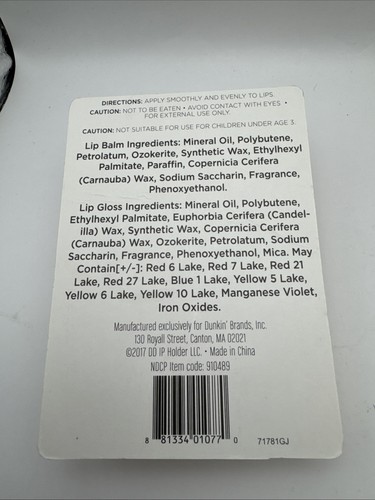 DIRECTIONS: APPLY SMOOTHLY AND EVENLY TO LIPS.
CAUTION: NOT TO BE EATEN • AVOID CONTACT WITH EYES •
FOR EXTERNAL USE ONLY.
CAUTION: NOT SUITABLE FOR USE FOR CHILDREN UNDER AGE 3.
Lip Balm Ingredients: Mineral Oil, Polybutene,
Petrolatum, Ozokerite, Synthetic Wax, Ethylhexyl
Palmitate, Paraffin, Copernicia Cerifera
(Carnauba) Wax, Sodium Saccharin, Fragrance,
Phenoxyethanol.
Lip Gloss Ingredients: Mineral Oil, Polybutene,
Ethylhexyl Palmitate, Euphorbia Cerifera (Candel-
illa) Wax, Synthetic Wax, Copernicia Cerifera
(Carnauba) Wax, Ozokerite, Petrolatum, Sodium
Saccharin, Fragrance, Phenoxyethanol, Mica. May
Contain[+/-]: Red 6 Lake, Red 7 Lake, Red 21
Lake, Red 27 Lake, Blue 1 Lake, Yellow 5 Lake,
Yellow 6 Lake, Yellow 10 Lake, Manganese Violet,
Iron Oxides.
Manufactured exclusively for Dunkin' Brands, Inc.
130 Royall Street, Canton, MA 02021
©2017 DD IP Holder LLC. • Made in China
NDCP Item code: 910489
8 81334 01077 0 71781GJ